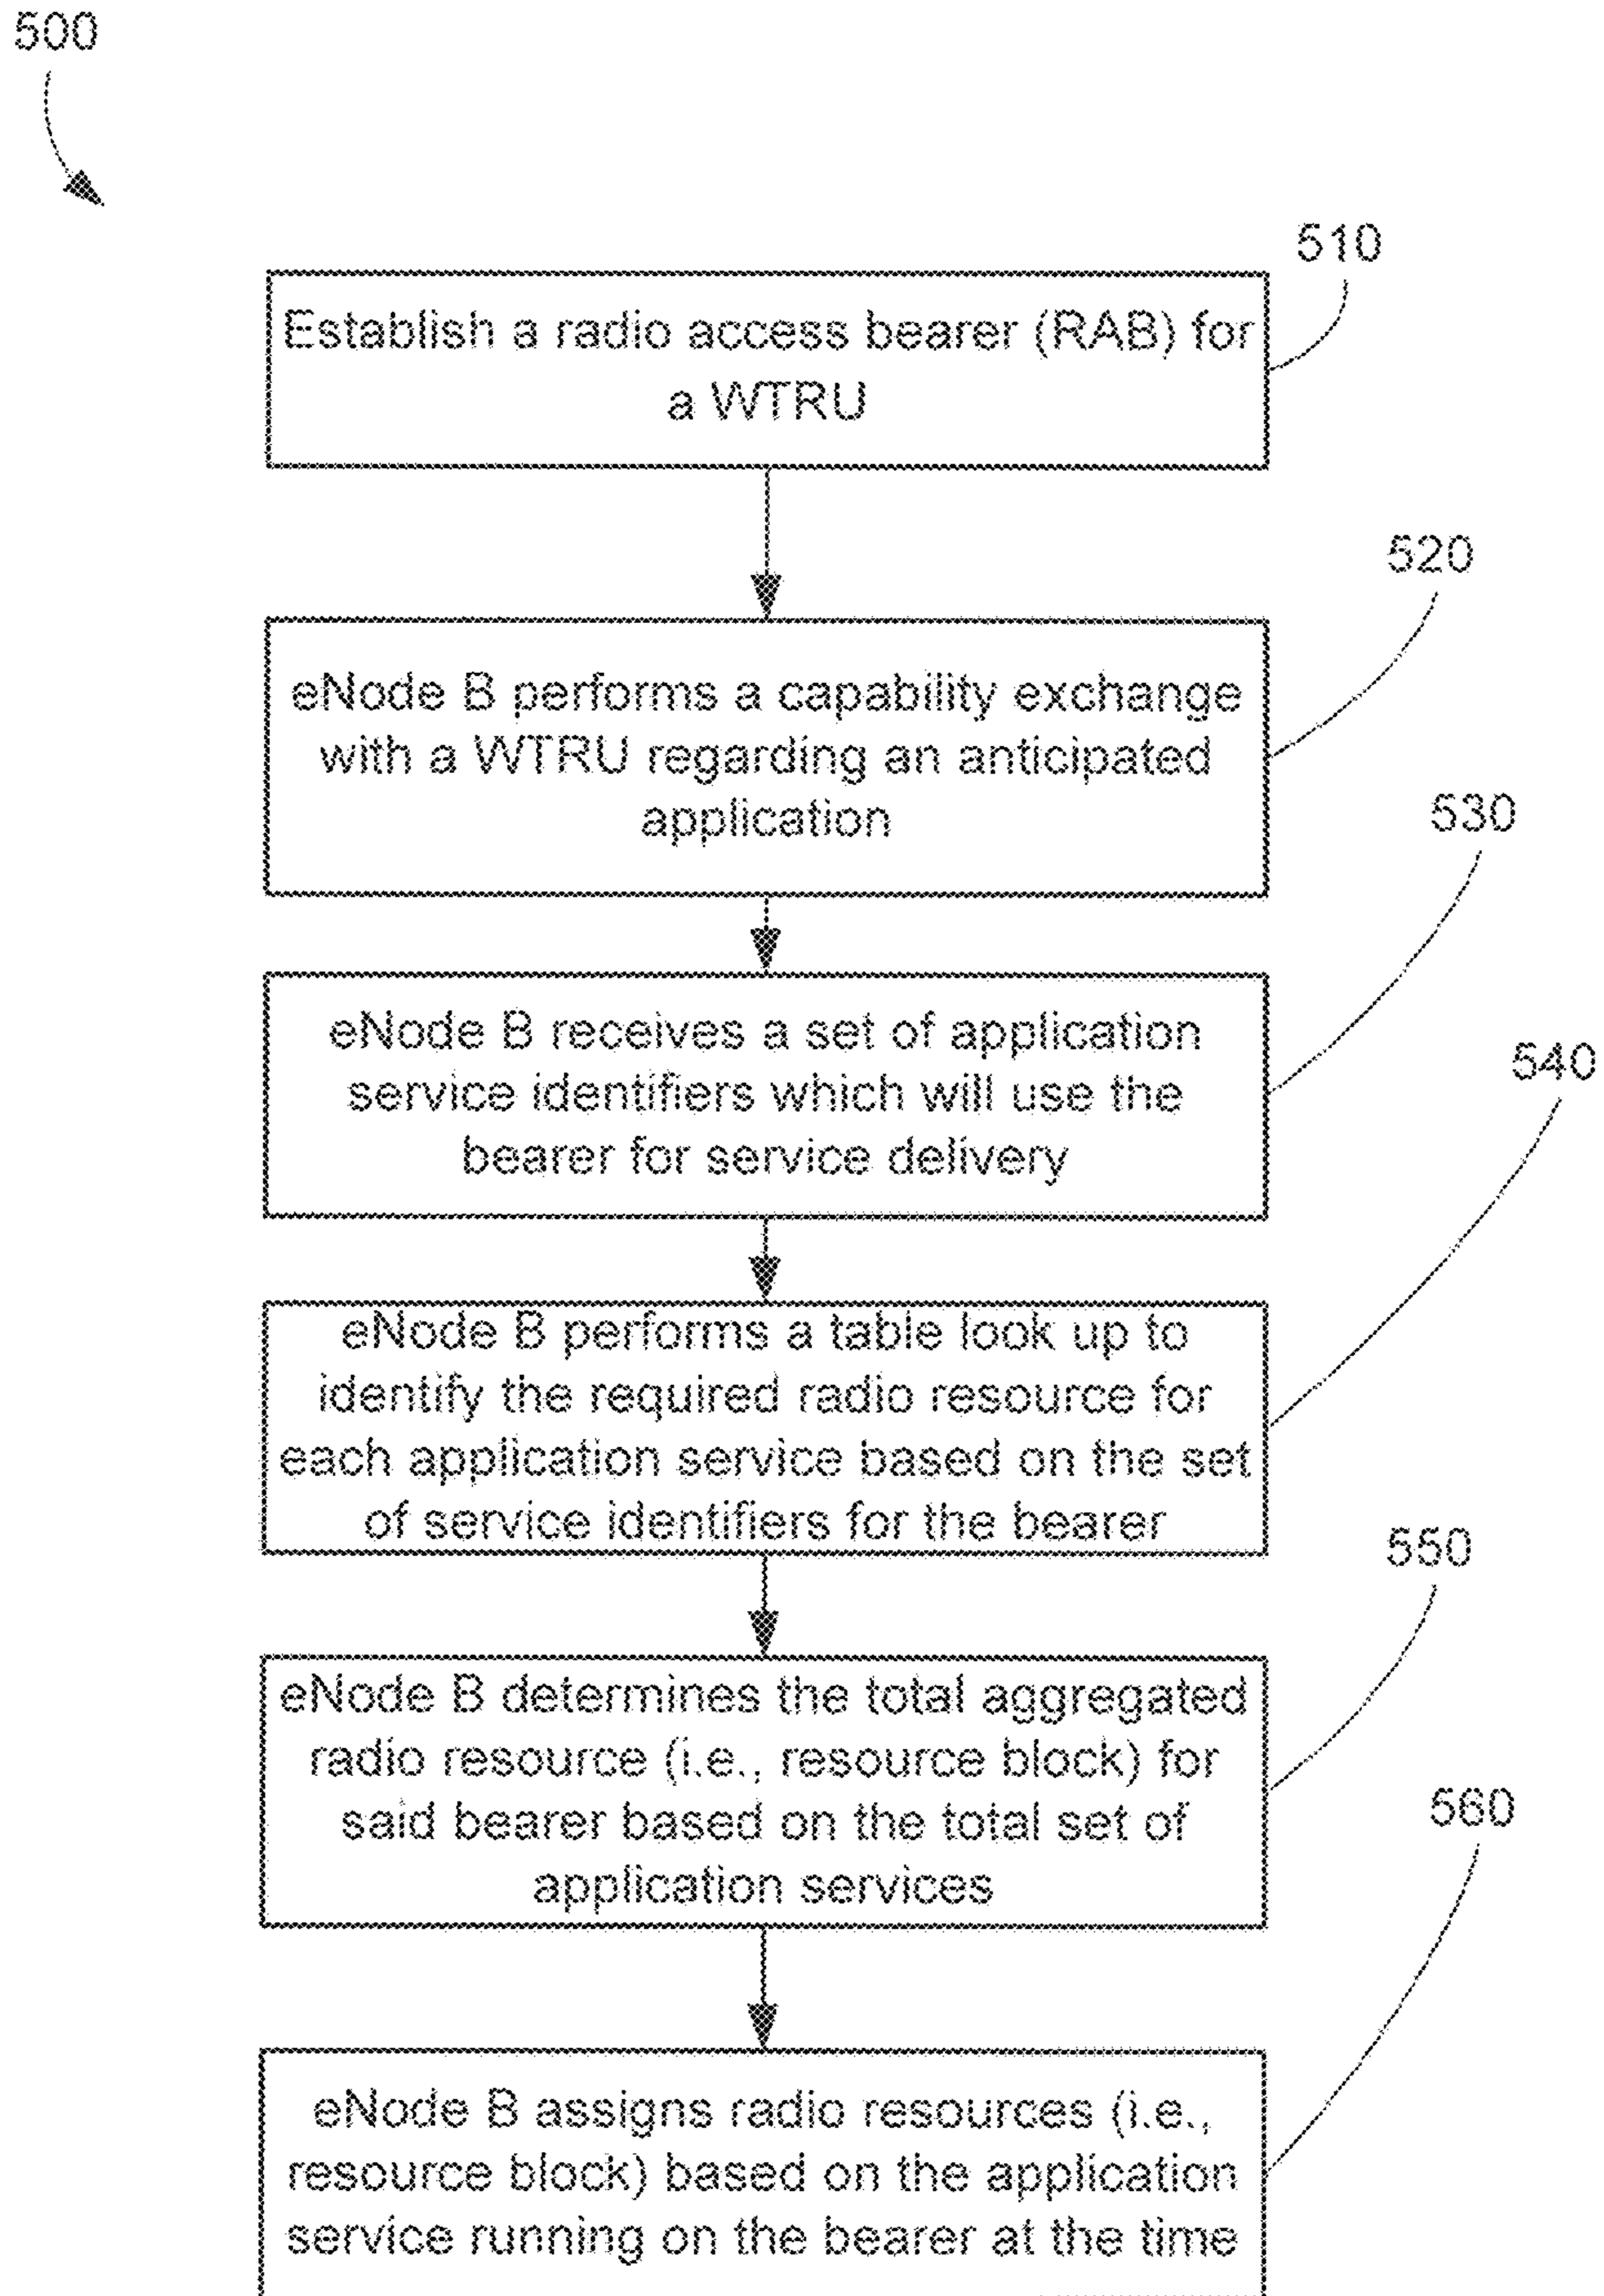 500
510
Establish a radio access bearer (RAB) for
a WTRU
520
eNode B performs a capability exchange
with a WTRU regarding an anticipated
application
530
eNode B receives a set of application
service identifiers which will use the
bearer for service delivery
540
eNode B performs a table look up to
identify the required radio resource for
each application service based on the set
of service identifiers for the bearer
550
eNode B determines the total aggregated
radio resource (i.e., resource block) for
said bearer based on the total set of
application services
560
eNode B assigns radio resources (i.e.,
resource block) based on the application
service running on the bearer at the time